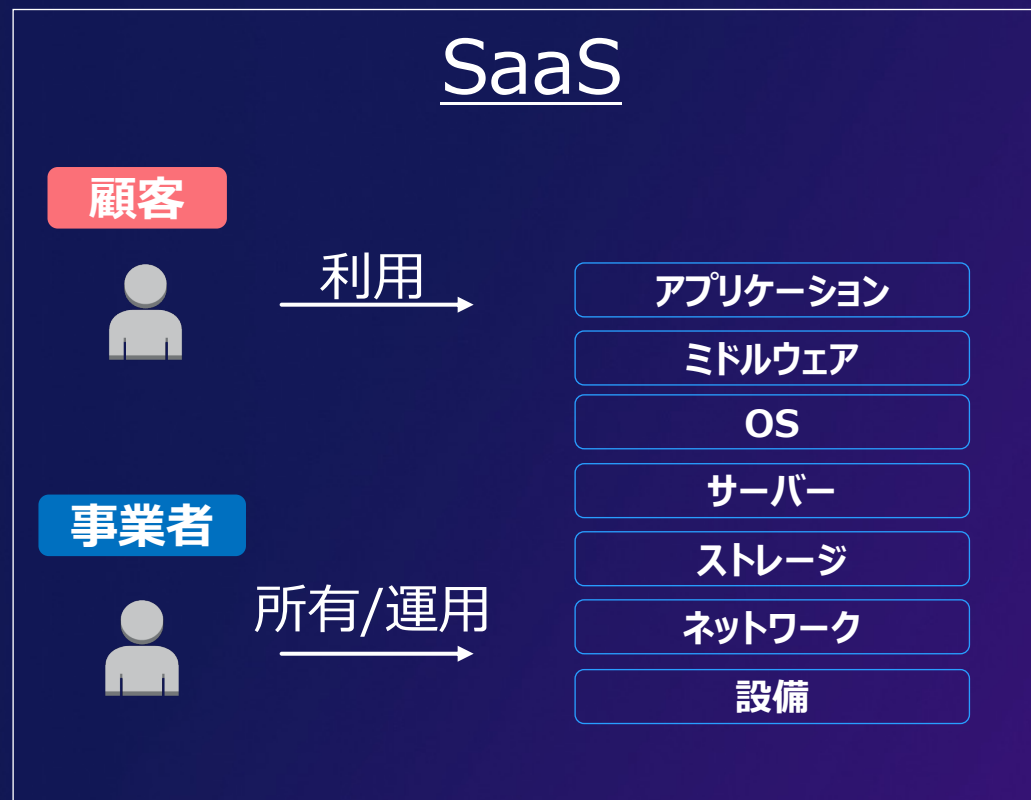 SaaS
顧客
利用
アプリケーション
ミドルウェア
OS
サーバー
事業者
ストレージ
所有/運用
ネットワーク
設備